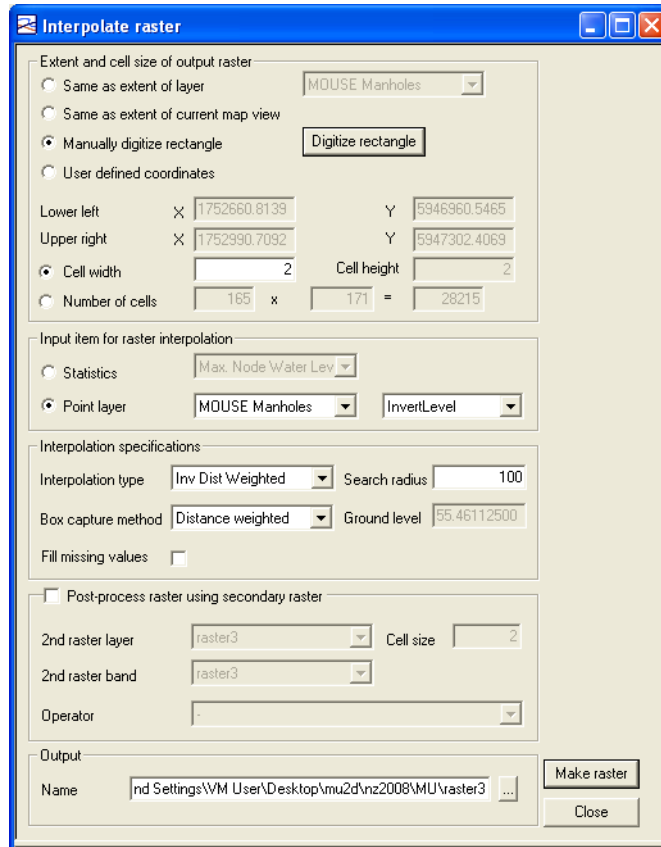 Interpolate raster
Extent and cell size of output raster
Same as extent of layer MOUSE Manholes
Same as extent of current map view
Manually digitize rectangle Digitize rectangle
User defined coordinates
Lower left X 1752660.8139 Y 5946960.5465
Upper right X 1752990.7092 Y 5947302.4069
Cell width 2 Cell height 2
Number of cells 165 x 171 = 28215
Input item for raster interpolation
Statistics Max. Node Water Lev
Point layer MOUSE Manholes InvertLevel
Interpolation specifications
Interpolation type Inv Dist Weighted Search radius 100
Box capture method Distance weighted Ground level 55.46112500
Fill missing values
Post-process raster using secondary raster
2nd raster layer raster3 Cell size 2
2nd raster band raster3
Operator -
Output
Name nd Settings\VM User\Desktop\mu2d\nz2008\MU\raster3 ...
Make raster
Close